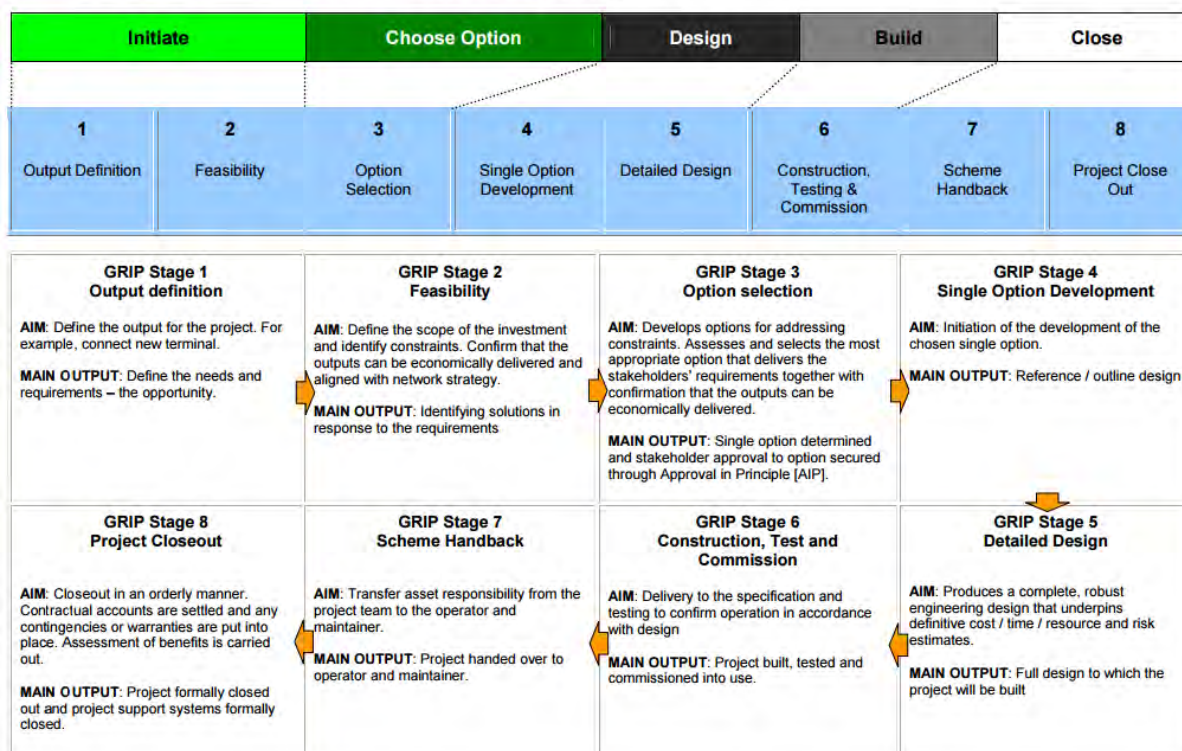 Initiate
Choose Option
Design
Build
Close
1
Output Definition
2
Feasibility
3
Option
Selection
4
Single Option
Development
5
Detailed Design
6
Construction,
Testing &
Commission
7
Scheme
Handback
8
Project Close
Out
GRIP Stage 1
Output definition
AIM: Define the output for the project. For
example, connect new terminal.
MAIN OUTPUT: Define the needs and
requirements – the opportunity.
GRIP Stage 2
Feasibility
AIM: Define the scope of the investment
and identify constraints. Confirm that the
outputs can be economically delivered and
aligned with network strategy.
MAIN OUTPUT: Identifying solutions in
response to the requirements
GRIP Stage 3
Option selection
AIM: Develops options for addressing
constraints. Assesses and selects the most
appropriate option that delivers the
stakeholders' requirements together with
confirmation that the outputs can be
economically delivered.
MAIN OUTPUT: Single option determined
and stakeholder approval to option secured
through Approval in Principle [AIP].
GRIP Stage 4
Single Option Development
AIM: Initiation of the development of the
chosen single option.
MAIN OUTPUT: Reference / outline design
GRIP Stage 8
Project Closeout
AIM: Closeout in an orderly manner.
Contractual accounts are settled and any
contingencies or warranties are put into
place. Assessment of benefits is carried
out.
MAIN OUTPUT: Project formally closed
out and project support systems formally
closed.
GRIP Stage 7
Scheme Handback
AIM: Transfer asset responsibility from the
project team to the operator and
maintainer.
MAIN OUTPUT: Project handed over to
operator and maintainer.
GRIP Stage 6
Construction, Test and
Commission
AIM: Delivery to the specification and
testing to confirm operation in accordance
with design
MAIN OUTPUT: Project built, tested and
commissioned into use.
GRIP Stage 5
Detailed Design
AIM: Produces a complete, robust
engineering design that underpins
definitive cost / time / resource and risk
estimates.
MAIN OUTPUT: Full design to which the
project will be built